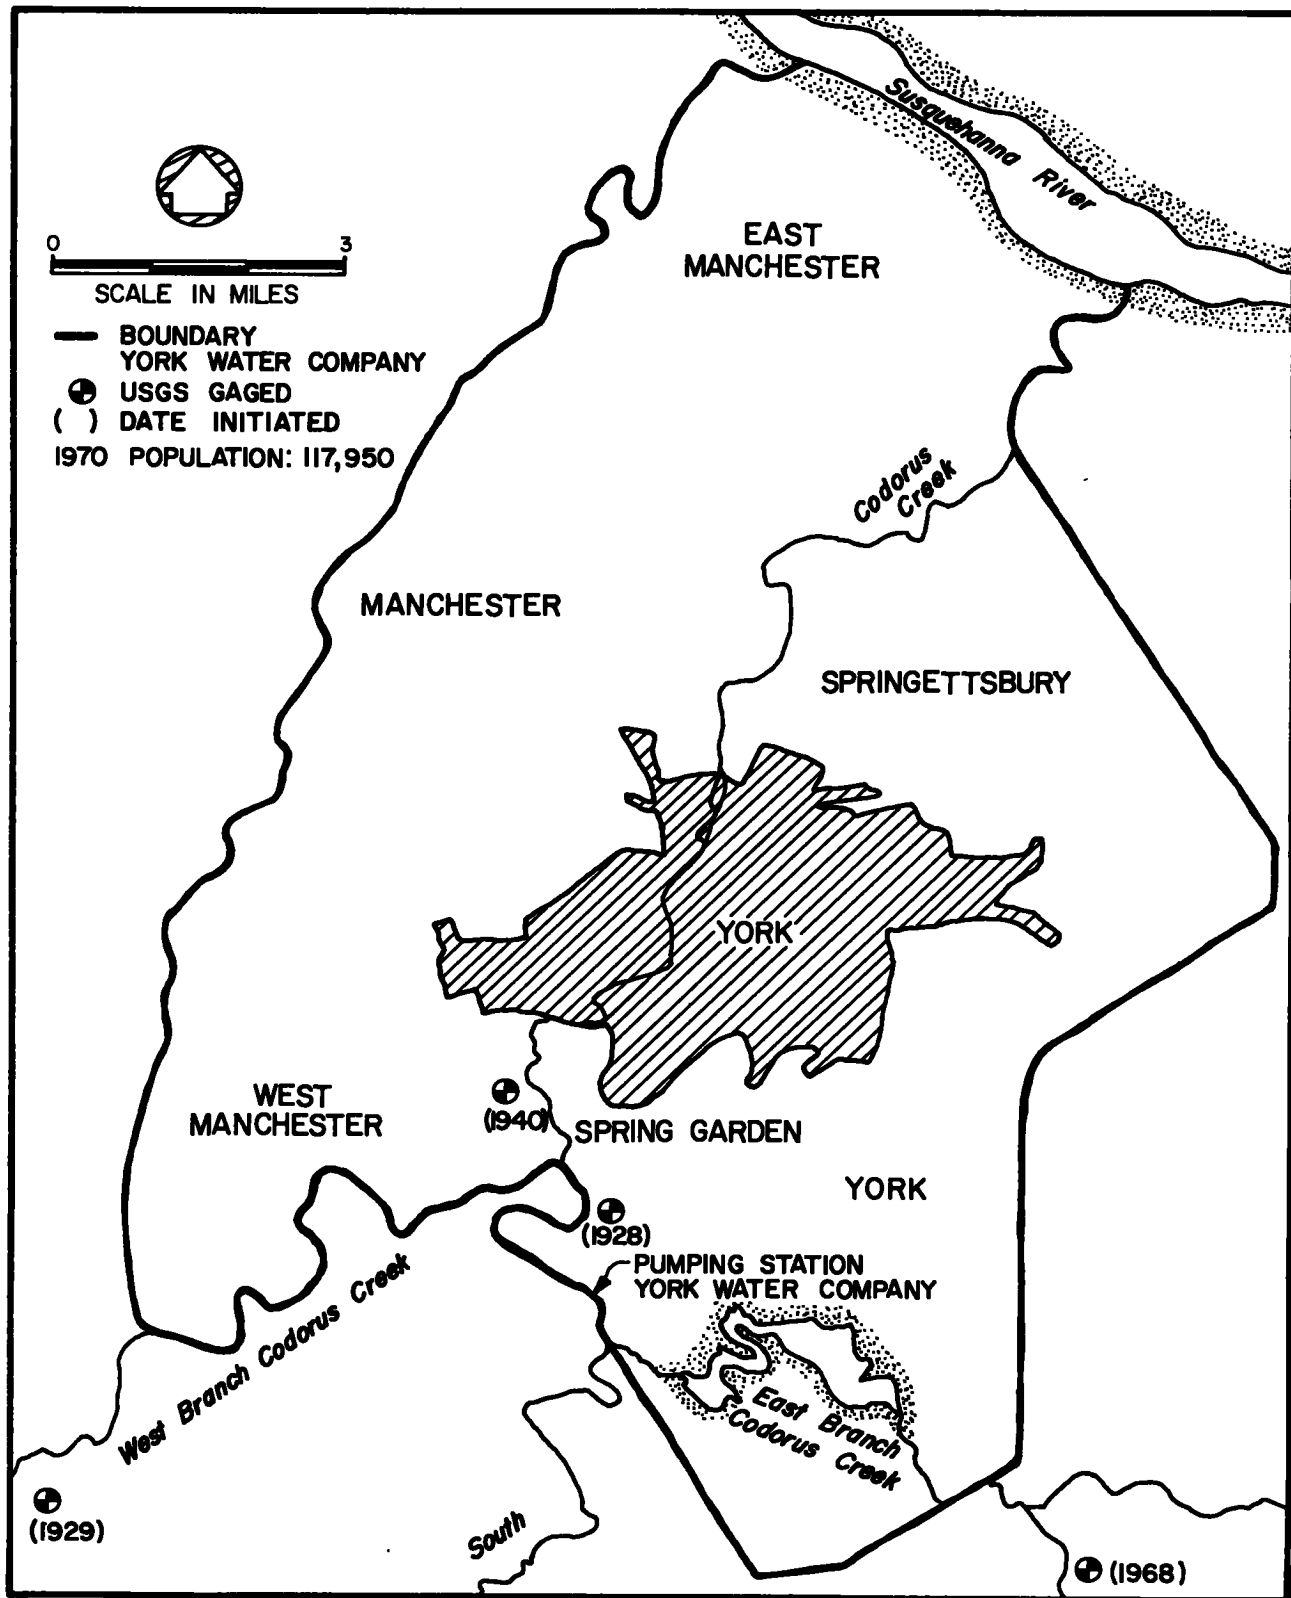 Susquehanna River
EAST
MANCHESTER
0 3
SCALE IN MILES
BOUNDARY
YORK WATER COMPANY
USGS GAGED
( ) DATE INITIATED
1970 POPULATION: 117,950
Codorus
Creek
MANCHESTER
SPRINGETTSBURY
YORK
WEST
MANCHESTER
(1940)
SPRING GARDEN
YORK
(1928)
PUMPING STATION
YORK WATER COMPANY
West Branch Codorus Creek
East Branch
Codorus Creek
South
(1929)
(1968)